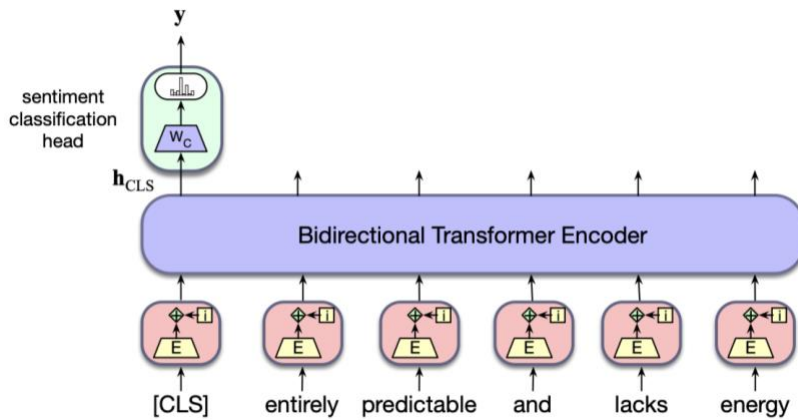 y
sentiment
classification
head
W_C
h_CLS
Bidirectional Transformer Encoder
i i i i i i
E E E E E E
[CLS] entirely predictable and lacks energy